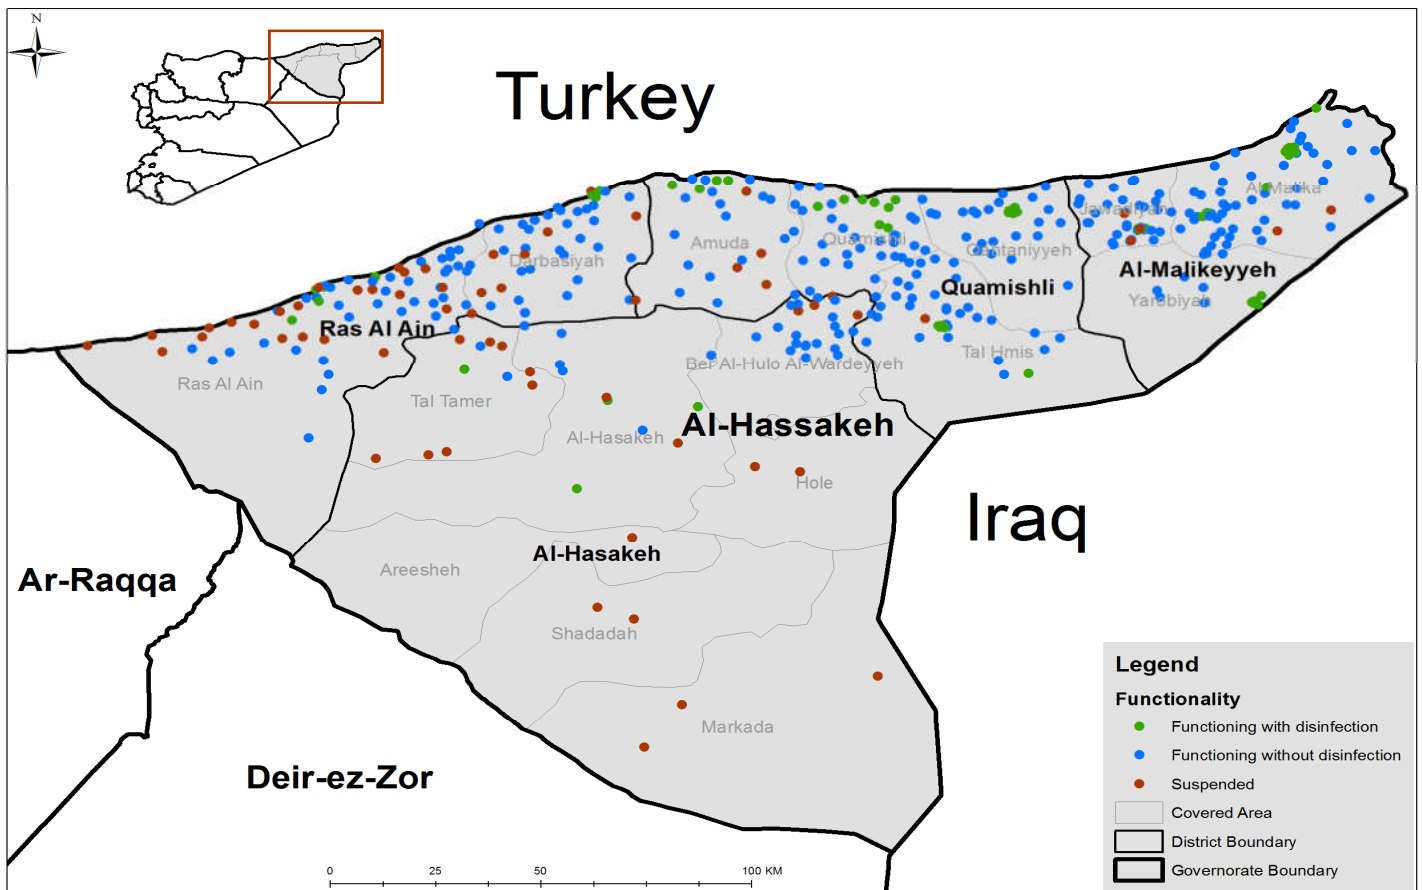 N
Turkey
Al-Malika
Jawadiyah
Amuda
Quamishli
Qahtaniyyeh
Darbasiyah
Al-Malikeyyeh
Quamishli
Yarobiyah
Ras Al Ain
Tal Hmis
Ber Al-Hulo Al-Wardeyyeh
Ras Al Ain
Tal Tamer
Al-Hassakeh
Al-Hasakeh
Hole
Iraq
Al-Hasakeh
Areesheh
Ar-Raqqa
Shadadah
Markada
Deir-ez-Zor
Legend
Functionality
Functioning with disinfection
Functioning without disinfection
Suspended
Covered Area
District Boundary
Governorate Boundary
0 25 50 100 KM